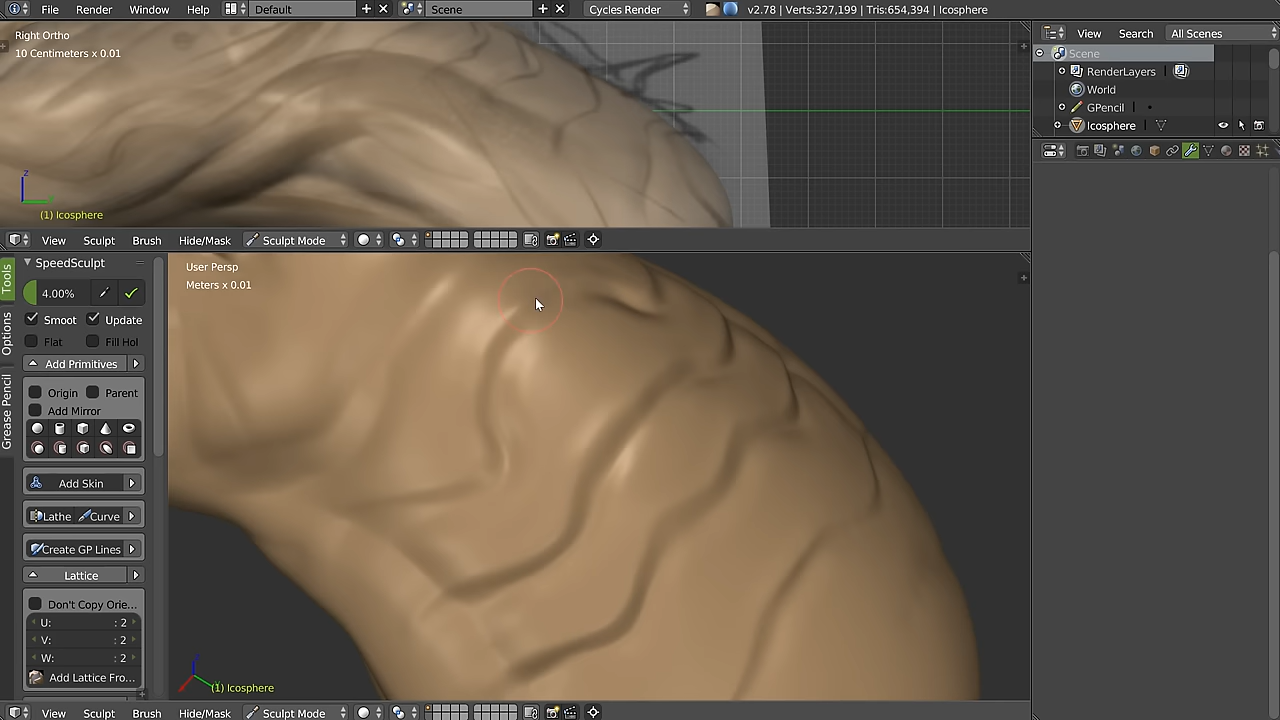 File Render Window Help Default Scene Cycles Render v2.78 | Verts:327,199 | Tris:654,394 | Icosphere
Right Ortho
10 Centimeters x 0.01
(1) Icosphere
View Sculpt Brush Hide/Mask Sculpt Mode
View Search All Scenes
Scene
RenderLayers
World
GPencil
Icosphere
Tools
Options
Grease Pencil
SpeedSculpt
4.00%
Smoot Update
Flat Fill Hol
Add Primitives
Origin Parent
Add Mirror
Add Skin
Lathe Curve
Create GP Lines
Lattice
Don't Copy Orie...
U: : 2
V: : 2
W: : 2
Add Lattice Fro...
User Persp
Meters x 0.01
(1) Icosphere
View Sculpt Brush Hide/Mask Sculpt Mode